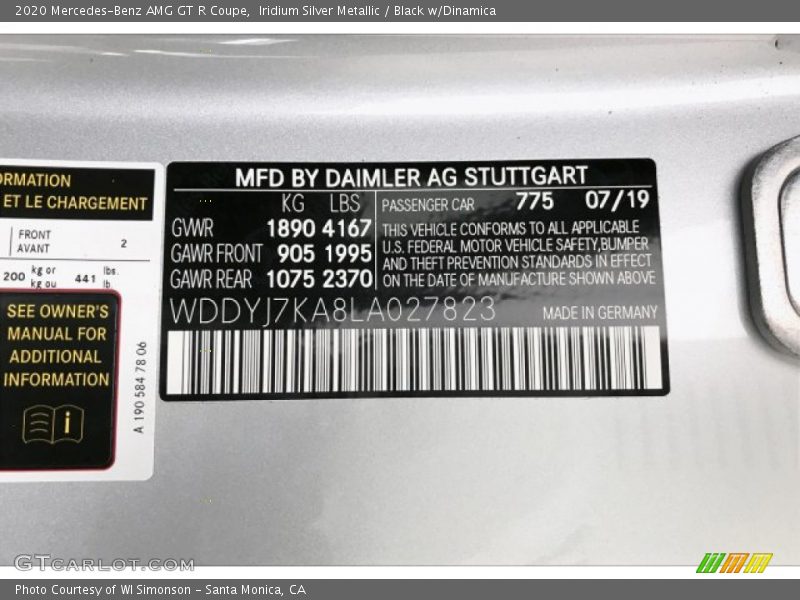 2020 Mercedes-Benz AMG GT R Coupe,  Iridium Silver Metallic / Black w/Dinamica
ORMATION
ET LE CHARGEMENT
FRONT
AVANT
2
200 kg or 441 lbs.
kg ou lb
SEE OWNER'S
MANUAL FOR
ADDITIONAL
INFORMATION
i
A 190 584 78 06
MFD BY DAIMLER AG STUTTGART
KG LBS
GWWR 1890 4167
GAWR FRONT 905 1995
GAWR REAR 1075 2370
PASSENGER CAR 775 07/19
THIS VEHICLE CONFORMS TO ALL APPLICABLE
U.S. FEDERAL MOTOR VEHICLE SAFETY,BUMPER
AND THEFT PREVENTION STANDARDS IN EFFECT
ON THE DATE OF MANUFACTURE SHOWN ABOVE
WDDYJ7KA8LA027823
MADE IN GERMANY
GTCARLOT.COM
Photo Courtesy of WI Simonson - Santa Monica, CA